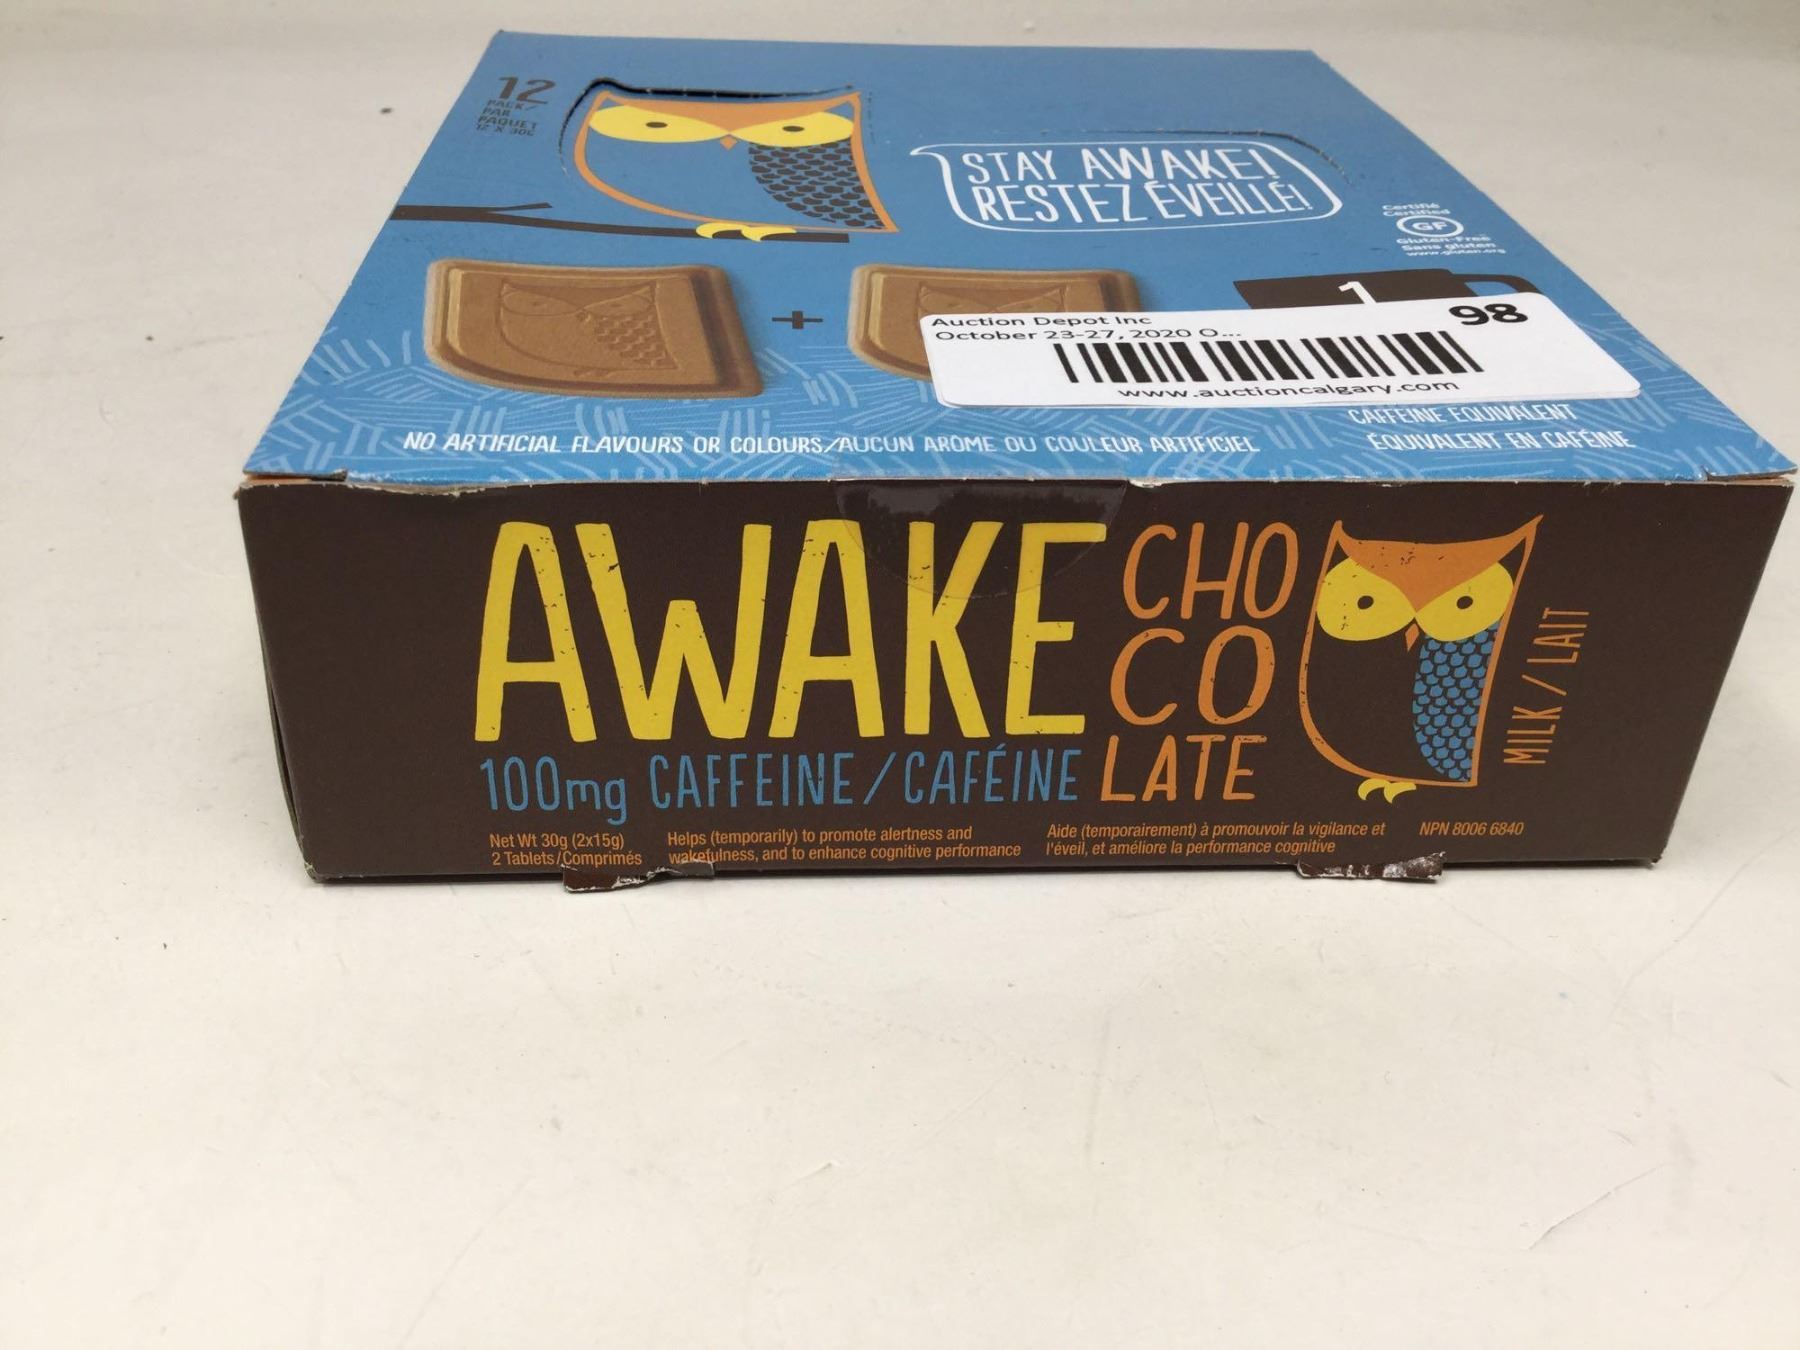 12
PACK/
PAR
PAQUET
12 X 30G
STAY AWAKE!
RESTEZ ÉVEILLÉ!
Certifié
Certified
GF
Gluten-Free
Sans gluten
www.gluten.org
+
1
Auction Depot Inc
October 23-27, 2020 O...
98
www.auctioncalgary.com
CAFFEINE EQUIVALENT
ÉQUIVALENT EN CAFÉINE
NO ARTIFICIAL FLAVOURS OR COLOURS/AUCUN ARÔME OU COULEUR ARTIFICIEL
AWAKE
CHO
CO
LATE
MILK / LAIT
100mg CAFFEINE/CAFÉINE
Net Wt 30g (2x15g)
2 Tablets/Comprimés
Helps (temporarily) to promote alertness and
wakefulness, and to enhance cognitive performance
Aide (temporairement) à promouvoir la vigilance et
l'éveil, et améliore la performance cognitive
NPN 8006 6840